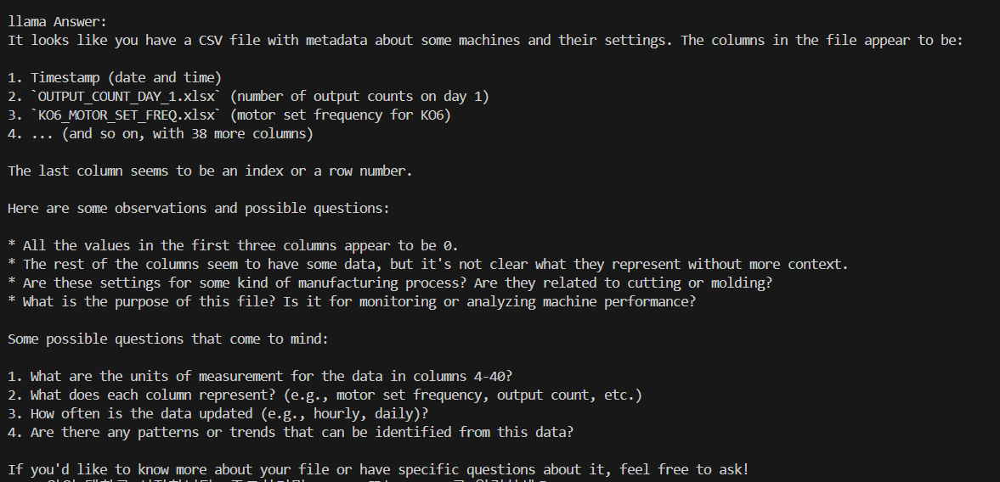 llama Answer:
It looks like you have a CSV file with metadata about some machines and their settings. The columns in the file appear to be:
1. Timestamp (date and time)
2. `OUTPUT_COUNT_DAY_1.xlsx` (number of output counts on day 1)
3. `KO6_MOTOR_SET_FREQ.xlsx` (motor set frequency for KO6)
4. ... (and so on, with 38 more columns)
The last column seems to be an index or a row number.
Here are some observations and possible questions:
* All the values in the first three columns appear to be 0.
* The rest of the columns seem to have some data, but it's not clear what they represent without more context.
* Are these settings for some kind of manufacturing process? Are they related to cutting or molding?
* What is the purpose of this file? Is it for monitoring or analyzing machine performance?
Some possible questions that come to mind:
1. What are the units of measurement for the data in columns 4-40?
2. What does each column represent? (e.g., motor set frequency, output count, etc.)
3. How often is the data updated (e.g., hourly, daily)?
4. Are there any patterns or trends that can be identified from this data?
If you'd like to know more about your file or have specific questions about it, feel free to ask!